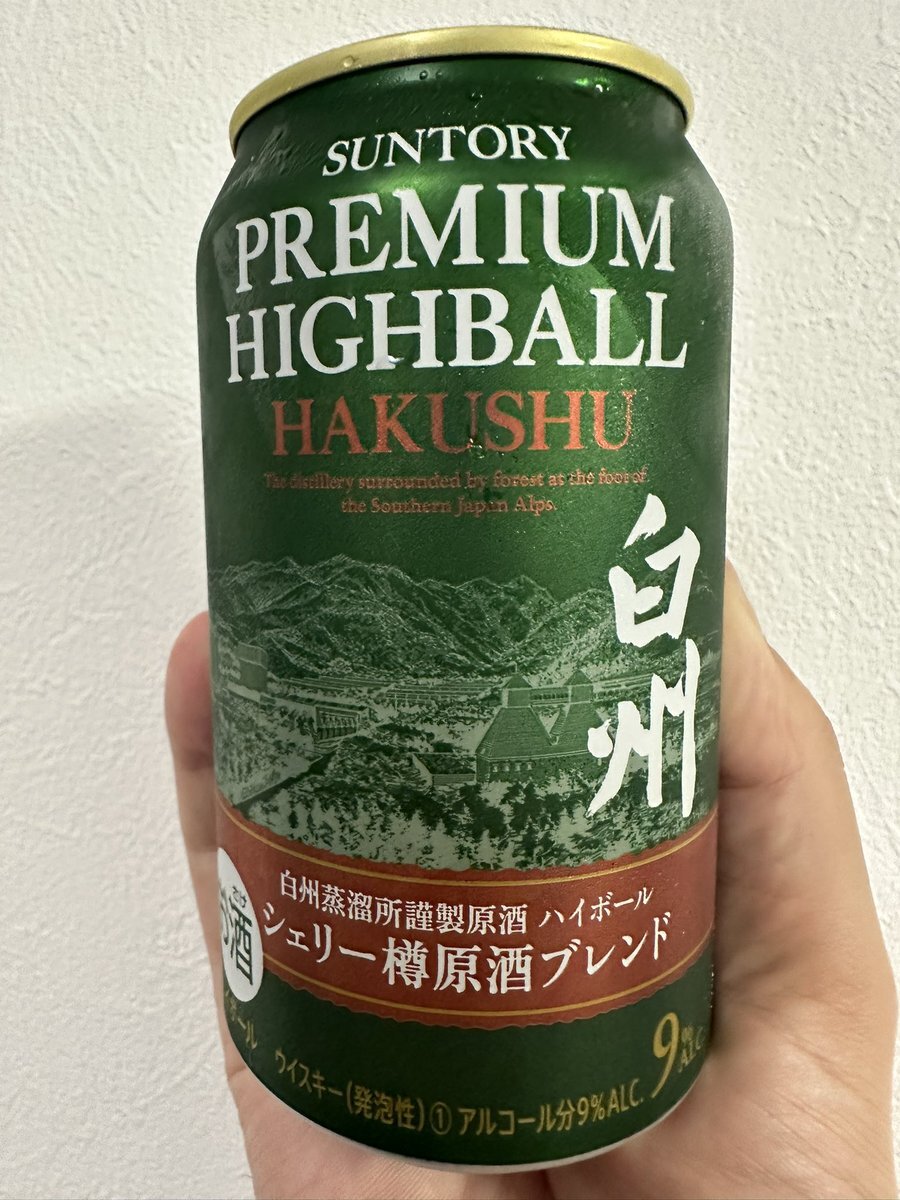 SUNTORY
PREMIUM
HIGHBALL
HAKUSHU
The distillery surrounded by forest at the foot of
the Southern Japan Alps.
白州
白州蒸溜所謹製原酒 ハイボール
シェリー樽原酒ブレンド
お酒
ウイスキー(発泡性)① アルコール分9%ALC.
9% ALC.